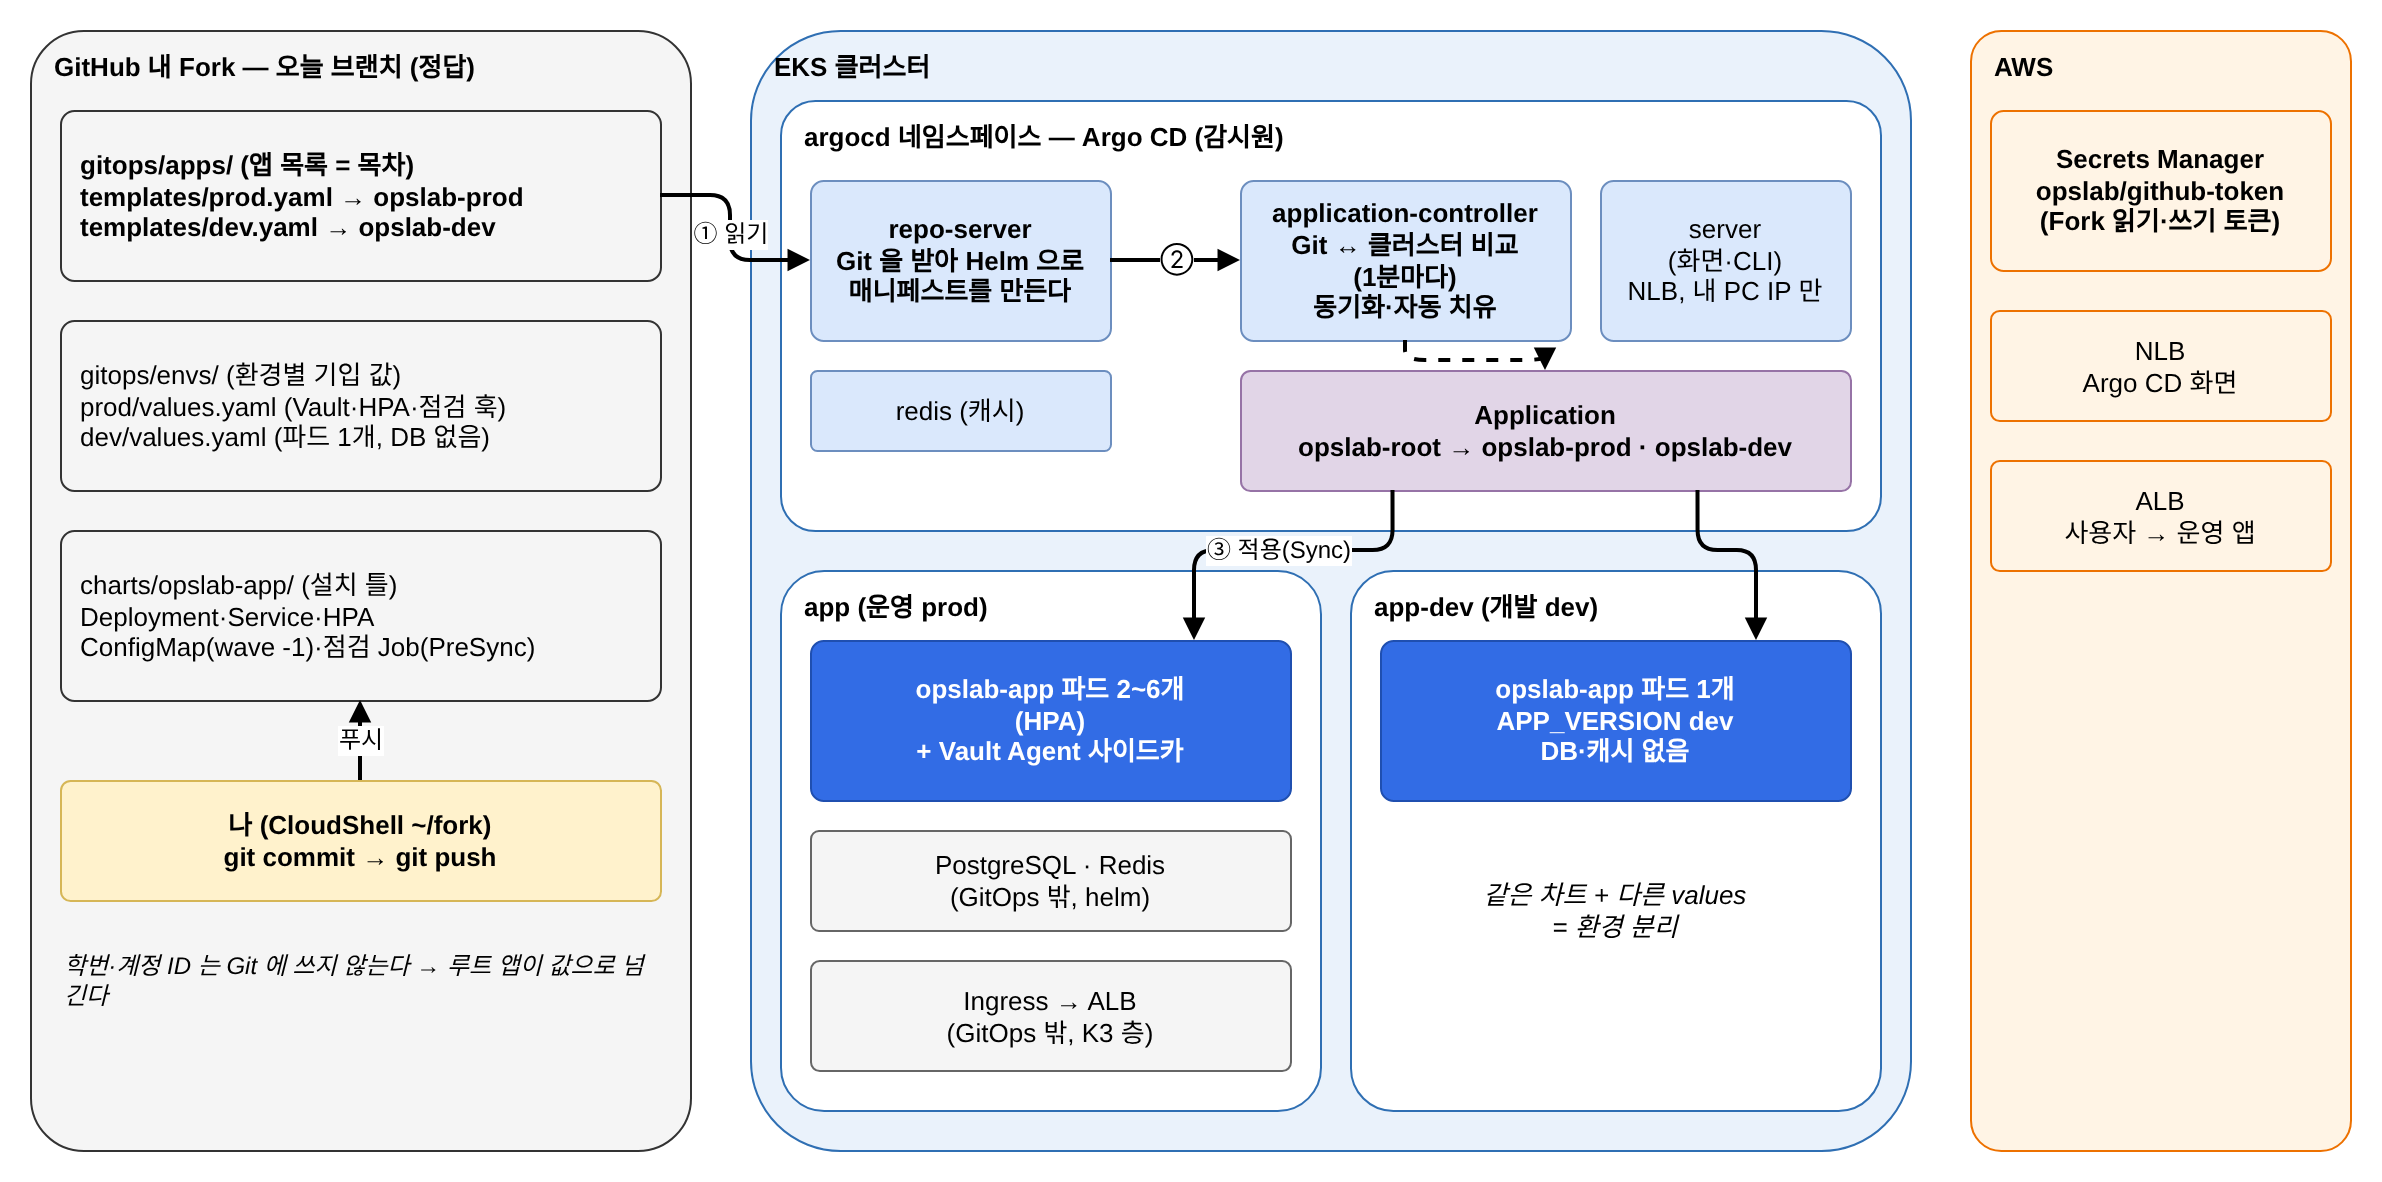 GitHub 내 Fork — 오늘 브랜치 (정답)
gitops/apps/ (앱 목록 = 목차)
templates/prod.yaml → opslab-prod
templates/dev.yaml → opslab-dev
gitops/envs/ (환경별 기입 값)
prod/values.yaml (Vault·HPA·점검 훅)
dev/values.yaml (파드 1개, DB 없음)
charts/opslab-app/ (설치 틀)
Deployment·Service·HPA
ConfigMap(wave -1)·점검 Job(PreSync)
푸시
나 (CloudShell ~/fork)
git commit → git push
학번·계정 ID 는 Git 에 쓰지 않는다 → 루트 앱이 값으로 넘
긴다
① 읽기
EKS 클러스터
argocd 네임스페이스 — Argo CD (감시원)
repo-server
Git 을 받아 Helm 으로
매니페스트를 만든다
②
application-controller
Git ↔ 클러스터 비교
(1분마다)
동기화·자동 치유
server
(화면·CLI)
NLB, 내 PC IP 만
redis (캐시)
Application
opslab-root → opslab-prod · opslab-dev
③ 적용(Sync)
app (운영 prod)
opslab-app 파드 2~6개
(HPA)
+ Vault Agent 사이드카
PostgreSQL · Redis
(GitOps 밖, helm)
Ingress → ALB
(GitOps 밖, K3 층)
app-dev (개발 dev)
opslab-app 파드 1개
APP_VERSION dev
DB·캐시 없음
같은 차트 + 다른 values
= 환경 분리
AWS
Secrets Manager
opslab/github-token
(Fork 읽기·쓰기 토큰)
NLB
Argo CD 화면
ALB
사용자 → 운영 앱